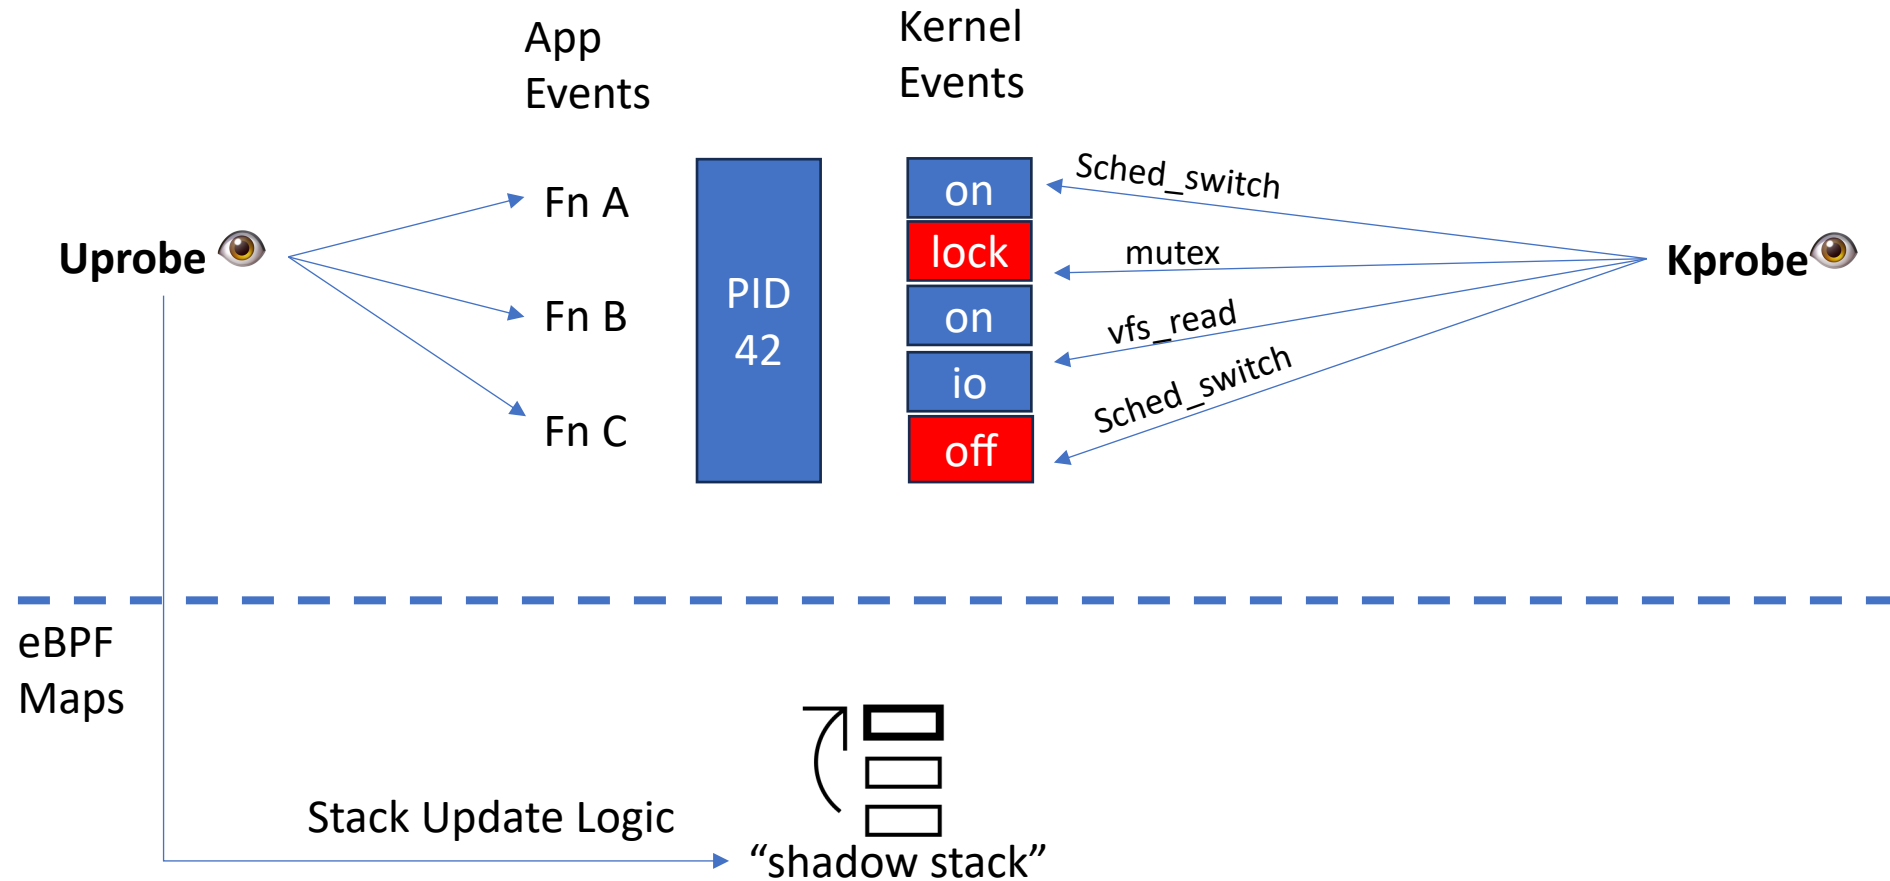 App
Events
Kernel
Events
Uprobe
Fn A
Fn B
Fn C
PID
42
on
lock
on
io
off
Sched_switch
mutex
vfs_read
Sched_switch
Kprobe
eBPF
Maps
Stack Update Logic
“shadow stack”